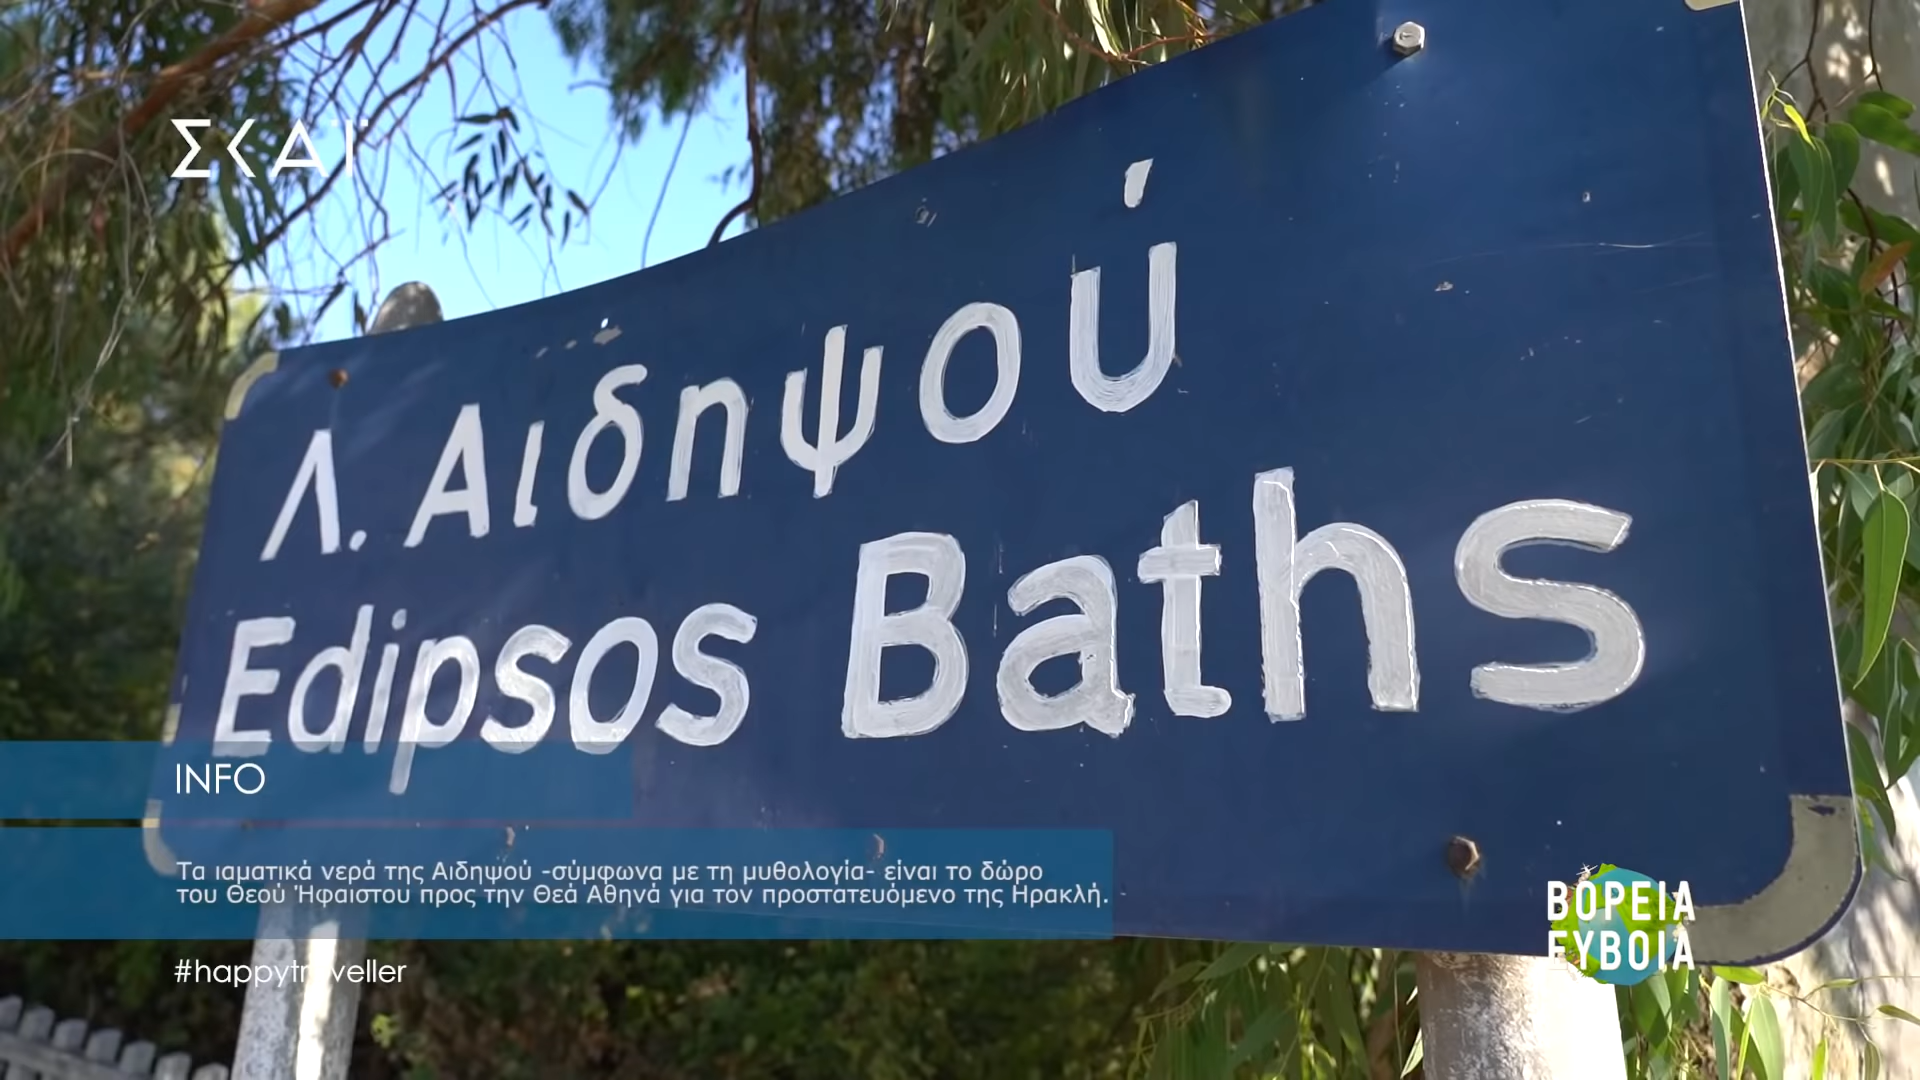 ΣΚΑΪ
Λ. Αιδηψού
Edipsos Baths
INFO
Τα ιαματικά νερά της Αιδηψού -σύμφωνα με τη μυθολογία- είναι το δώρο
του Θεού Ήφαιστου προς την Θεά Αθηνά για τον προστατευόμενο της Ηρακλή.
ΒΟΡΕΙΑ
ΕΥΒΟΙΑ
#happytraveller